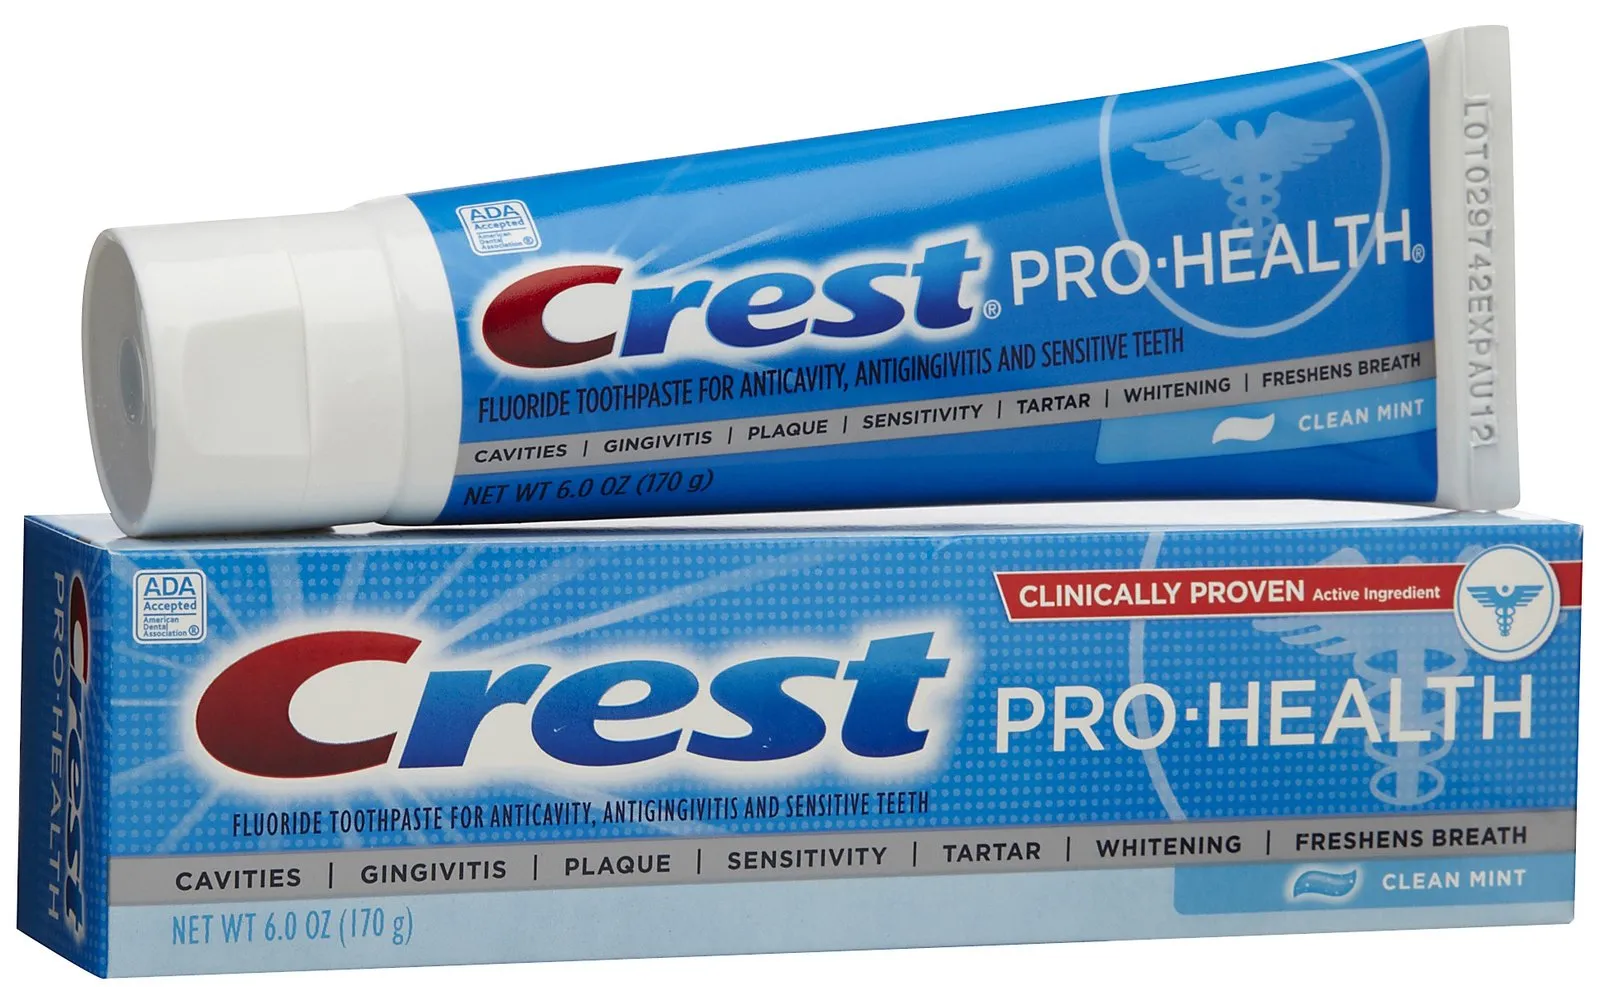 ADA
Accepted
American
Dental
Association®
Crest® PRO·HEALTH®
FLUORIDE TOOTHPASTE FOR ANTICAVITY, ANTIGINGIVITIS AND SENSITIVE TEETH
CAVITIES | GINGIVITIS | PLAQUE | SENSITIVITY | TARTAR | WHITENING | FRESHENS BREATH
CLEAN MINT
NET WT 6.0 OZ (170 g)
LOT029742EXPAU12
ADA
Accepted
American
Dental
Association®
CLINICALLY PROVEN Active Ingredient
Crest PRO·HEALTH
FLUORIDE TOOTHPASTE FOR ANTICAVITY, ANTIGINGIVITIS AND SENSITIVE TEETH
CAVITIES | GINGIVITIS | PLAQUE | SENSITIVITY | TARTAR | WHITENING | FRESHENS BREATH
CLEAN MINT
NET WT 6.0 OZ (170 g)
Crest
PRO·HEALTH